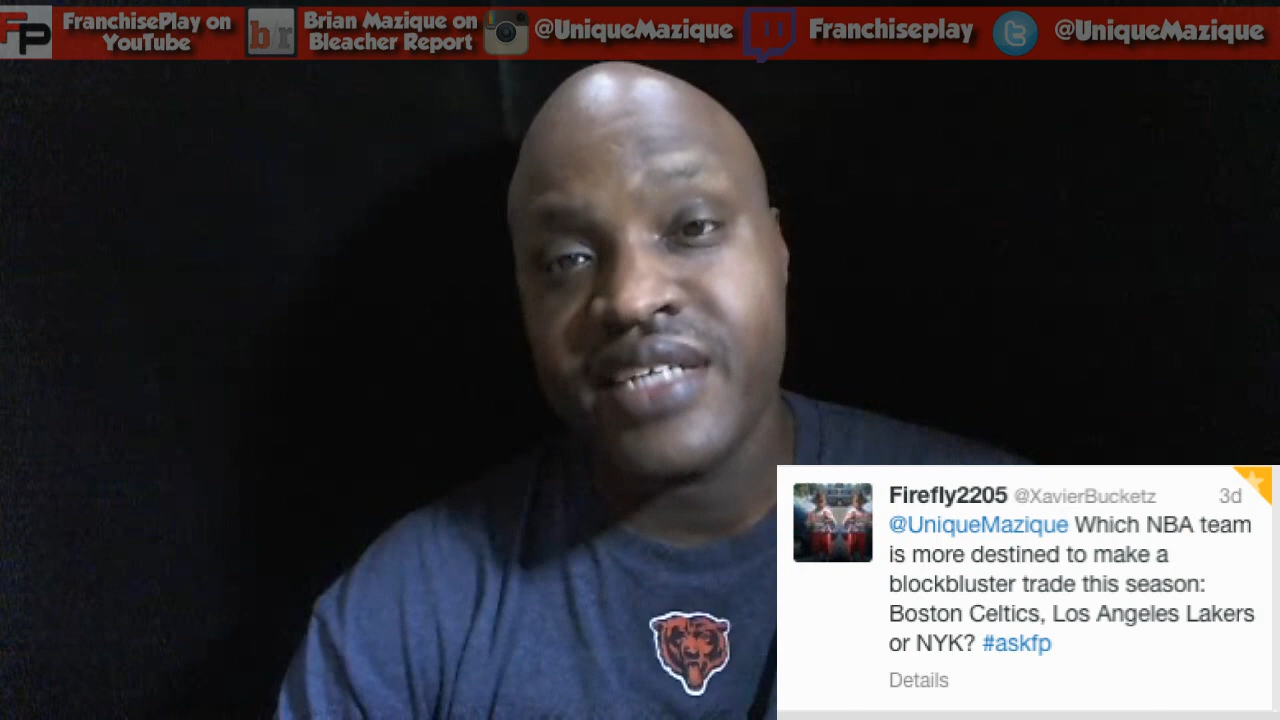 FP
FranchisePlay on
YouTube
b/r
Brian Mazique on
Bleacher Report
@UniqueMazique
Franchiseplay
@UniqueMazique
Firefly2205 @XavierBucketz 3d
@UniqueMazique Which NBA team
is more destined to make a
blockbluster trade this season:
Boston Celtics, Los Angeles Lakers
or NYK? #askfp
Details